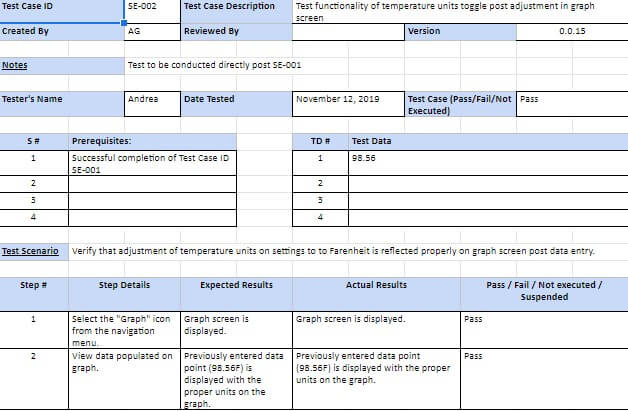 Test Case ID SE-002 Test Case Description Test functionality of temperature units toggle post adjustment in graph
screen
Created By AG Reviewed By Version 0.0.15
Notes Test to be conducted directly post SE-001
Tester's Name Andrea Date Tested November 12, 2019 Test Case (Pass/Fail/Not Pass
Executed)
S # Prerequisites: TD # Test Data
1 Successful completion of Test Case ID 1 98.56
SE-001
2 2
3 3
4 4
Test Scenario Verify that adjustment of temperature units on settings to to Farenheit is reflected properly on graph screen post data entry.
Step # Step Details Expected Results Actual Results Pass / Fail / Not executed /
Suspended
1 Select the "Graph" icon Graph screen is Graph screen is displayed. Pass
from the navigation displayed.
menu.
2 View data populated on Previously entered data Previously entered data point Pass
graph. point (98.56F) is (98.56F) is displayed with the proper
displayed with the units on the graph.
proper units on the
graph.